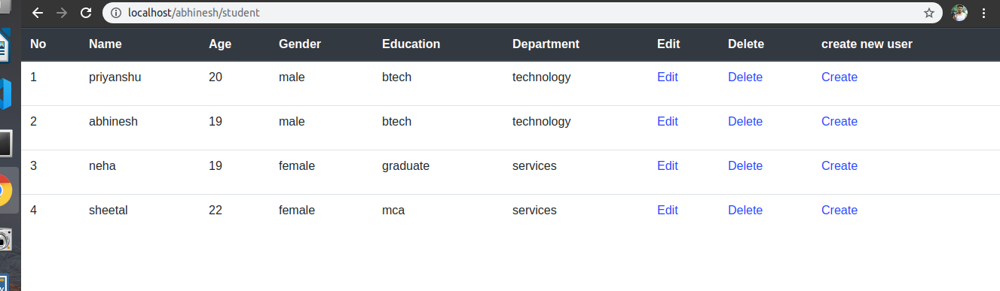 localhost/abhinesh/student
No Name Age Gender Education Department Edit Delete create new user
1 priyanshu 20 male btech technology Edit Delete Create
2 abhinesh 19 male btech technology Edit Delete Create
3 neha 19 female graduate services Edit Delete Create
4 sheetal 22 female mca services Edit Delete Create